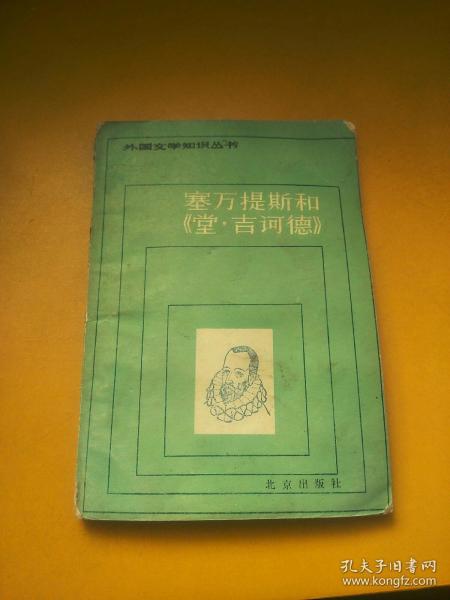 外国文学知识丛书
塞万提斯和
《堂·吉诃德》
北京出版社
孔夫子旧书网
www.kongfz.com